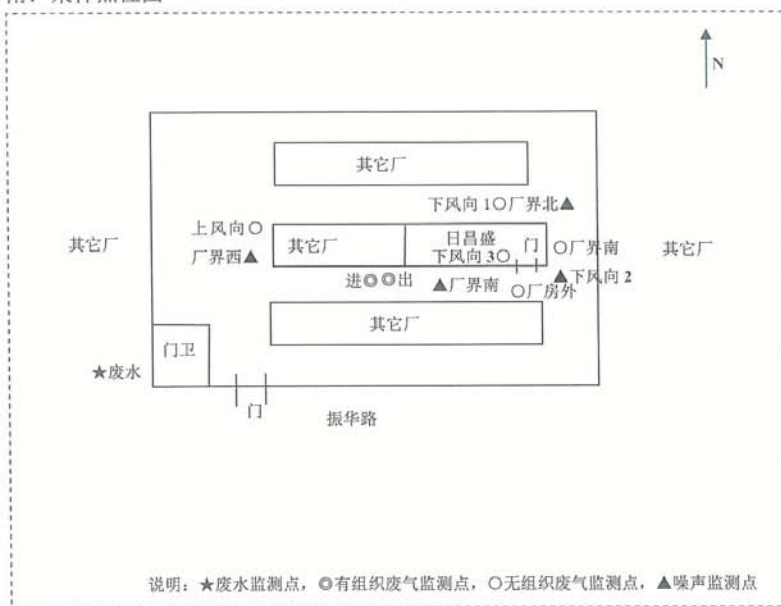 N
其它厂
下风向 1○厂界北▲
上风向○
日昌盛
其它厂
厂界西▲
其它厂
下风向 3○
门
○厂界南
其它厂
进◎◎出
▲厂界南
▲下风向 2
○厂房外
其它厂
门卫
★废水
门
振华路
说明：★废水监测点，◎有组织废气监测点，○无组织废气监测点，▲噪声监测点